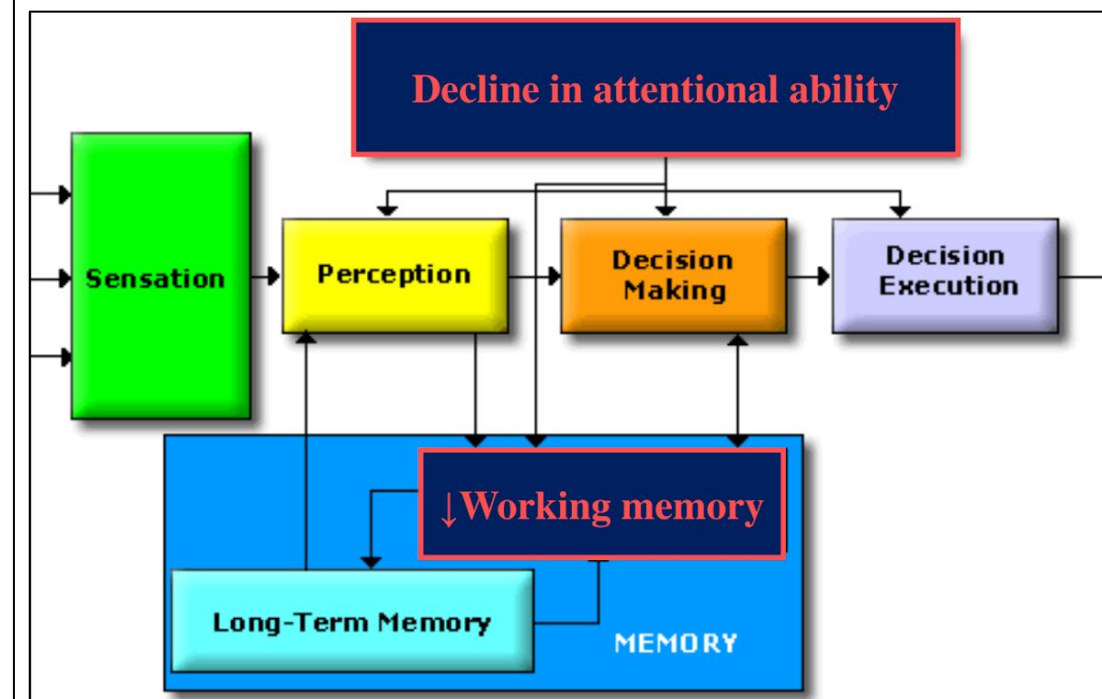 Decline in attentional ability
Sensation
Perception
Decision
Making
Decision
Execution
↓Working memory
Long-Term Memory
MEMORY